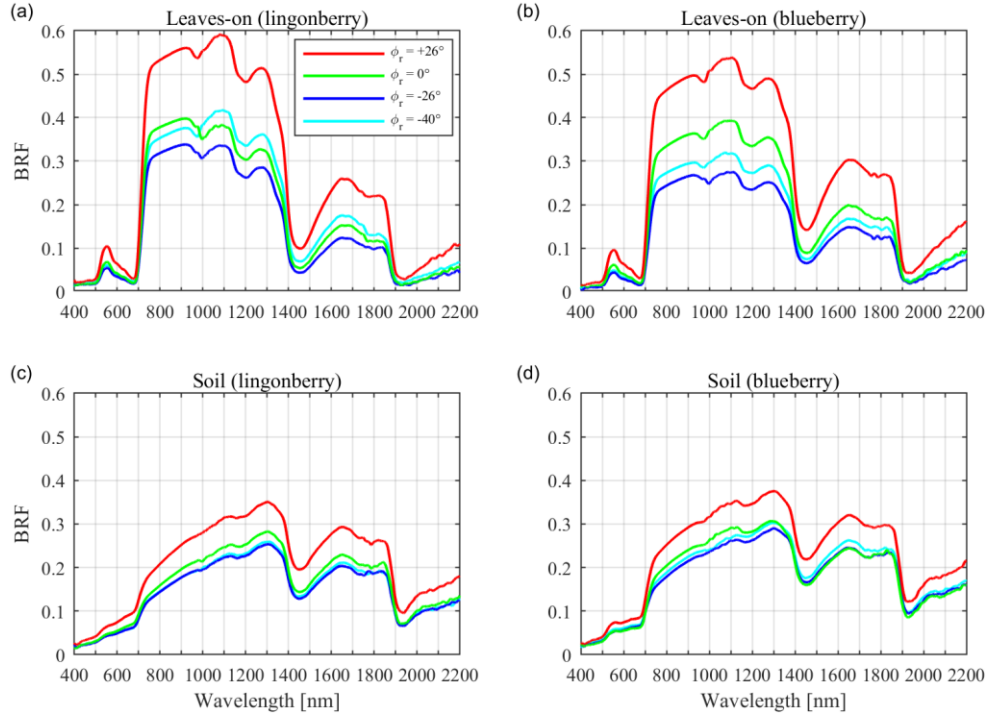 (a)
Leaves-on (lingonberry)
0.6
0.5
0.4
0.3
0.2
0.1
0
BRF
ϕr = +26°
ϕr = 0°
ϕr = -26°
ϕr = -40°
400 600 800 1000 1200 1400 1600 1800 2000 2200
(b)
Leaves-on (blueberry)
0.6
0.5
0.4
0.3
0.2
0.1
0
400 600 800 1000 1200 1400 1600 1800 2000 2200
(c)
Soil (lingonberry)
0.6
0.5
0.4
0.3
0.2
0.1
0
BRF
400 600 800 1000 1200 1400 1600 1800 2000 2200
Wavelength [nm]
(d)
Soil (blueberry)
0.6
0.5
0.4
0.3
0.2
0.1
0
400 600 800 1000 1200 1400 1600 1800 2000 2200
Wavelength [nm]